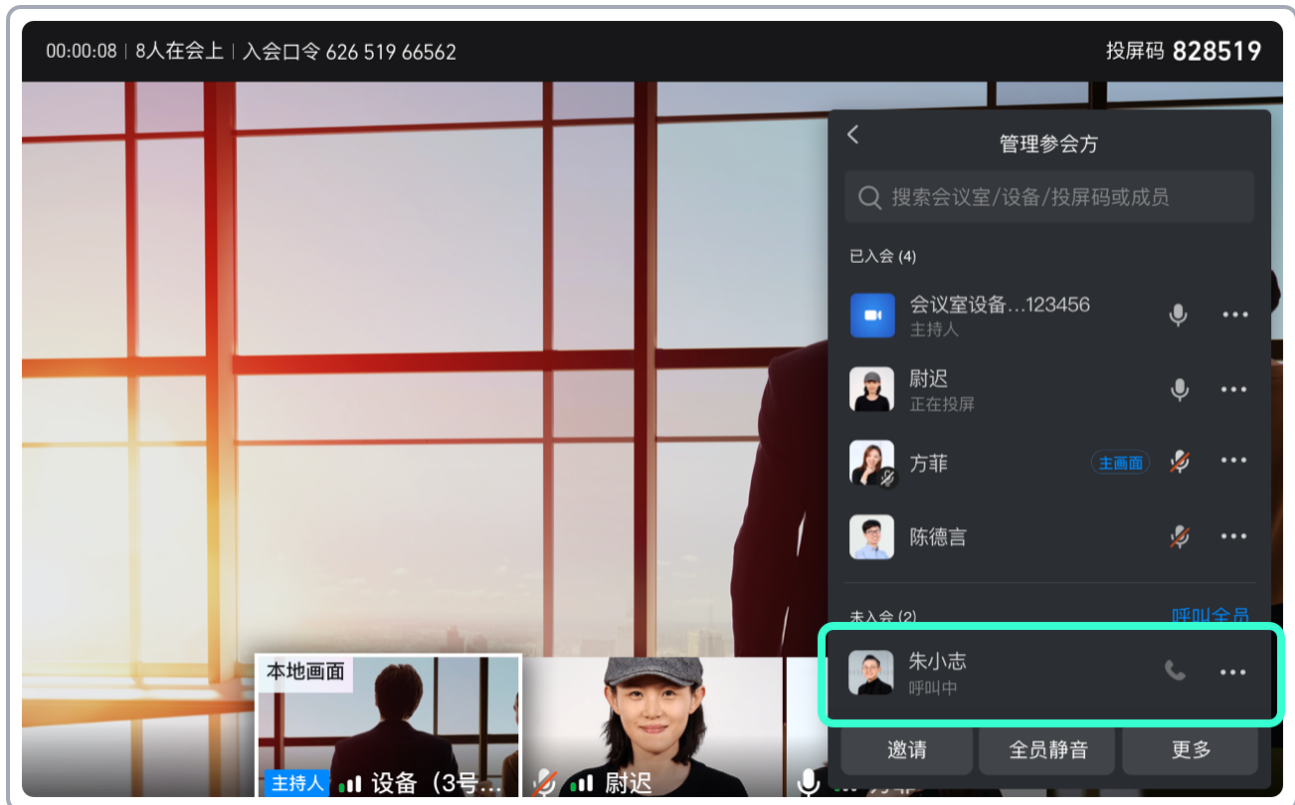 00:00:08 | 8人在会上 | 入会口令 626 519 66562
投屏码 828519
管理参会方
搜索会议室/设备/投屏码或成员
已入会 (4)
会议室设备...123456
主持人
尉迟
正在投屏
方菲
主画面
陈德言
未入会 (2)
呼叫全员
朱小志
呼叫中
邀请
全员静音
更多
本地画面
主持人
设备（3号...
尉迟
方菲